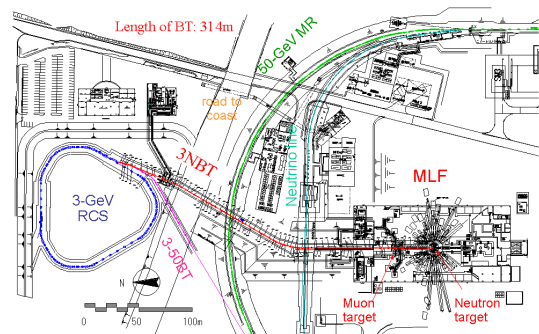 Length of BT: 314m
50-GeV MR
road to
coast
Neutrino line
3NBT
MLF
3-GeV
RCS
3-50BT
N
Muon
target
Neutron
target
0 50 100m